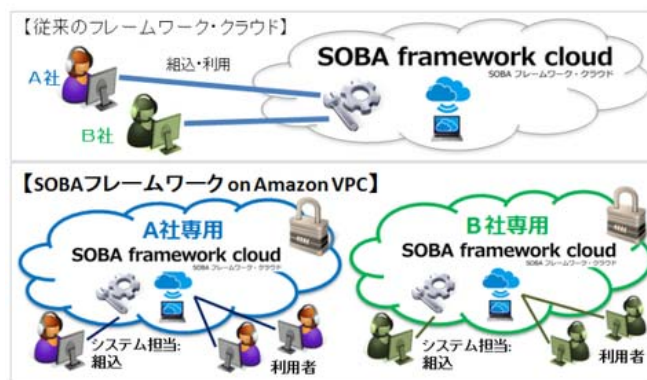 【従来のフレームワーク・クラウド】
SOBA framework cloud
SOBA フレームワーク・クラウド
A社
組込・利用
B社
【SOBAフレームワーク on Amazon VPC】
A社専用
SOBA framework cloud
SOBA フレームワーク・クラウド
システム担当:
組込
利用者
B社専用
SOBA framework cloud
SOBA フレームワーク・クラウド
システム担当:
組込
利用者